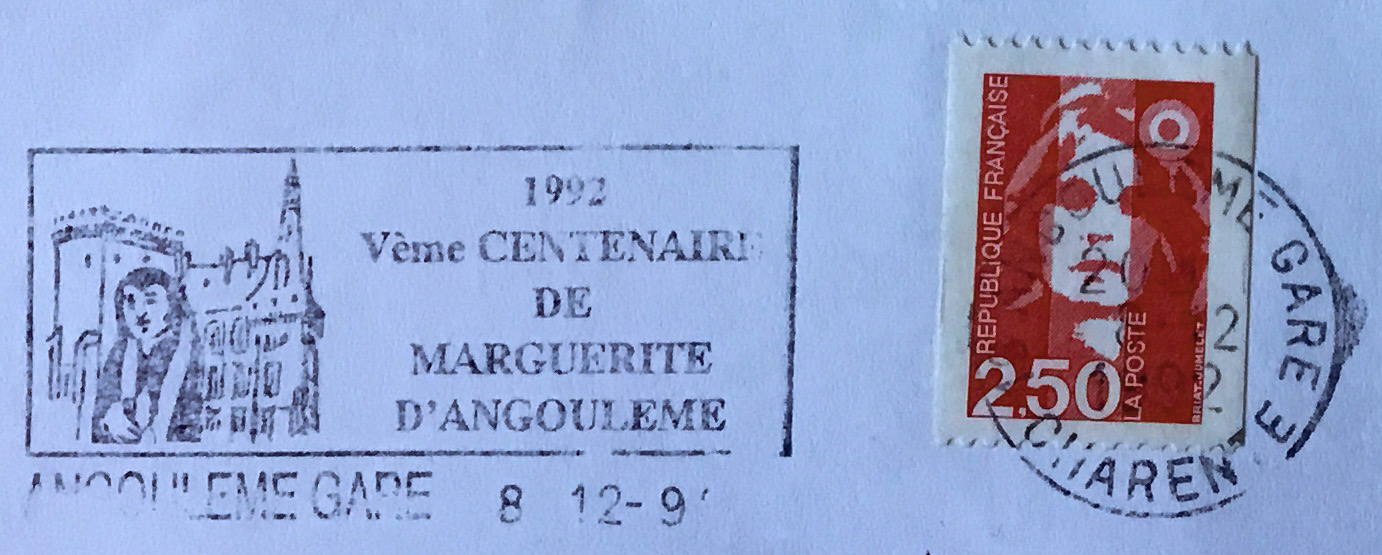 1992
Vème CENTENAIRE
DE
MARGUERITE
D'ANGOULEME
ANGOULEME GARE 8 12-9
REPUBLIQUE FRANÇAISE
2,50
LA POSTE
BRIAT.JUMELET
GARE
CHAREN